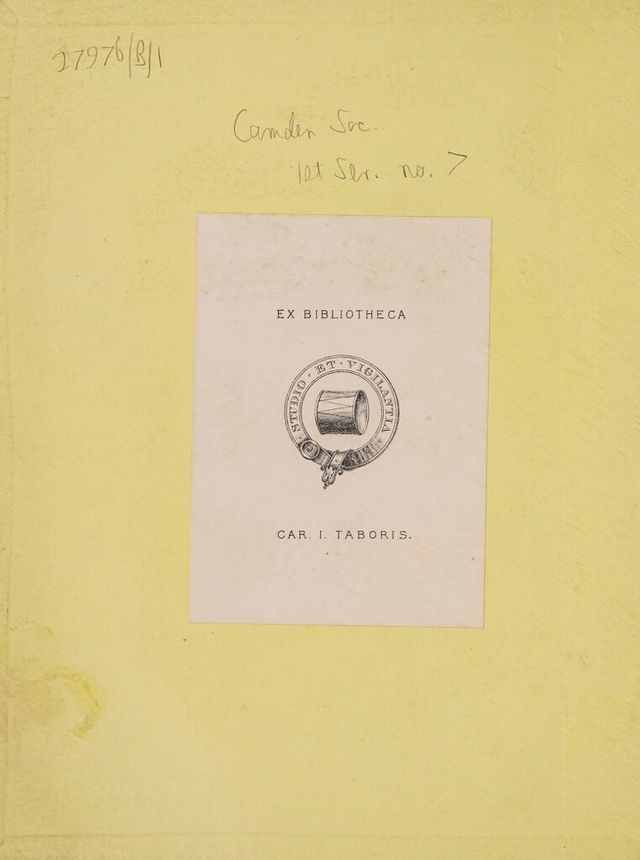 27976/B/1
Camden Soc.
1st Ser. no. 7
EX BIBLIOTHECA
STUDIO · ET · VIGILANTIA
CAR. I. TABORIS.